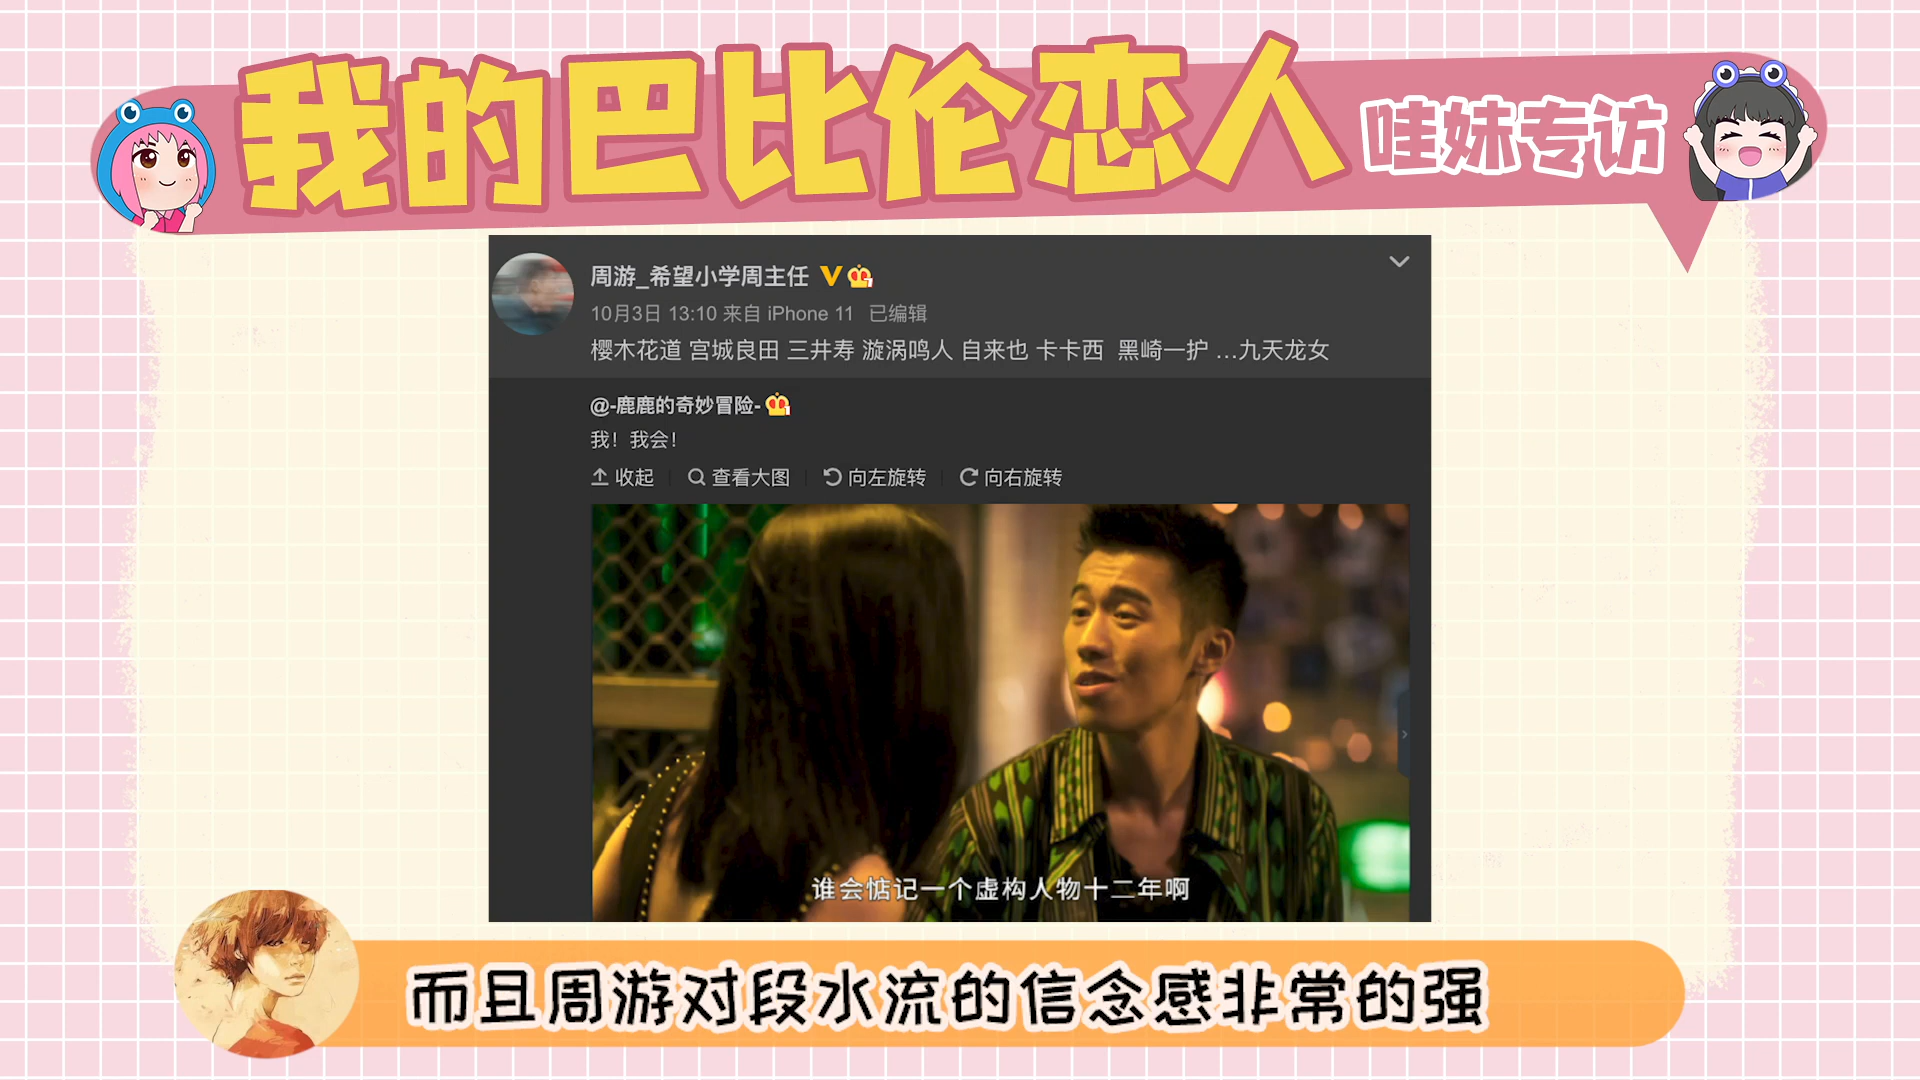 我的巴比伦恋人 哇妹专访
周游_希望小学周主任
10月3日 13:10 来自 iPhone 11 已编辑
樱木花道 宫城良田 三井寿 漩涡鸣人 自来也 卡卡西 黑崎一护 …九天龙女
@-鹿鹿的奇妙冒险-
我！我会！
收起 查看大图 向左旋转 向右旋转
谁会惦记一个虚构人物十二年啊
而且周游对段水流的信念感非常的强